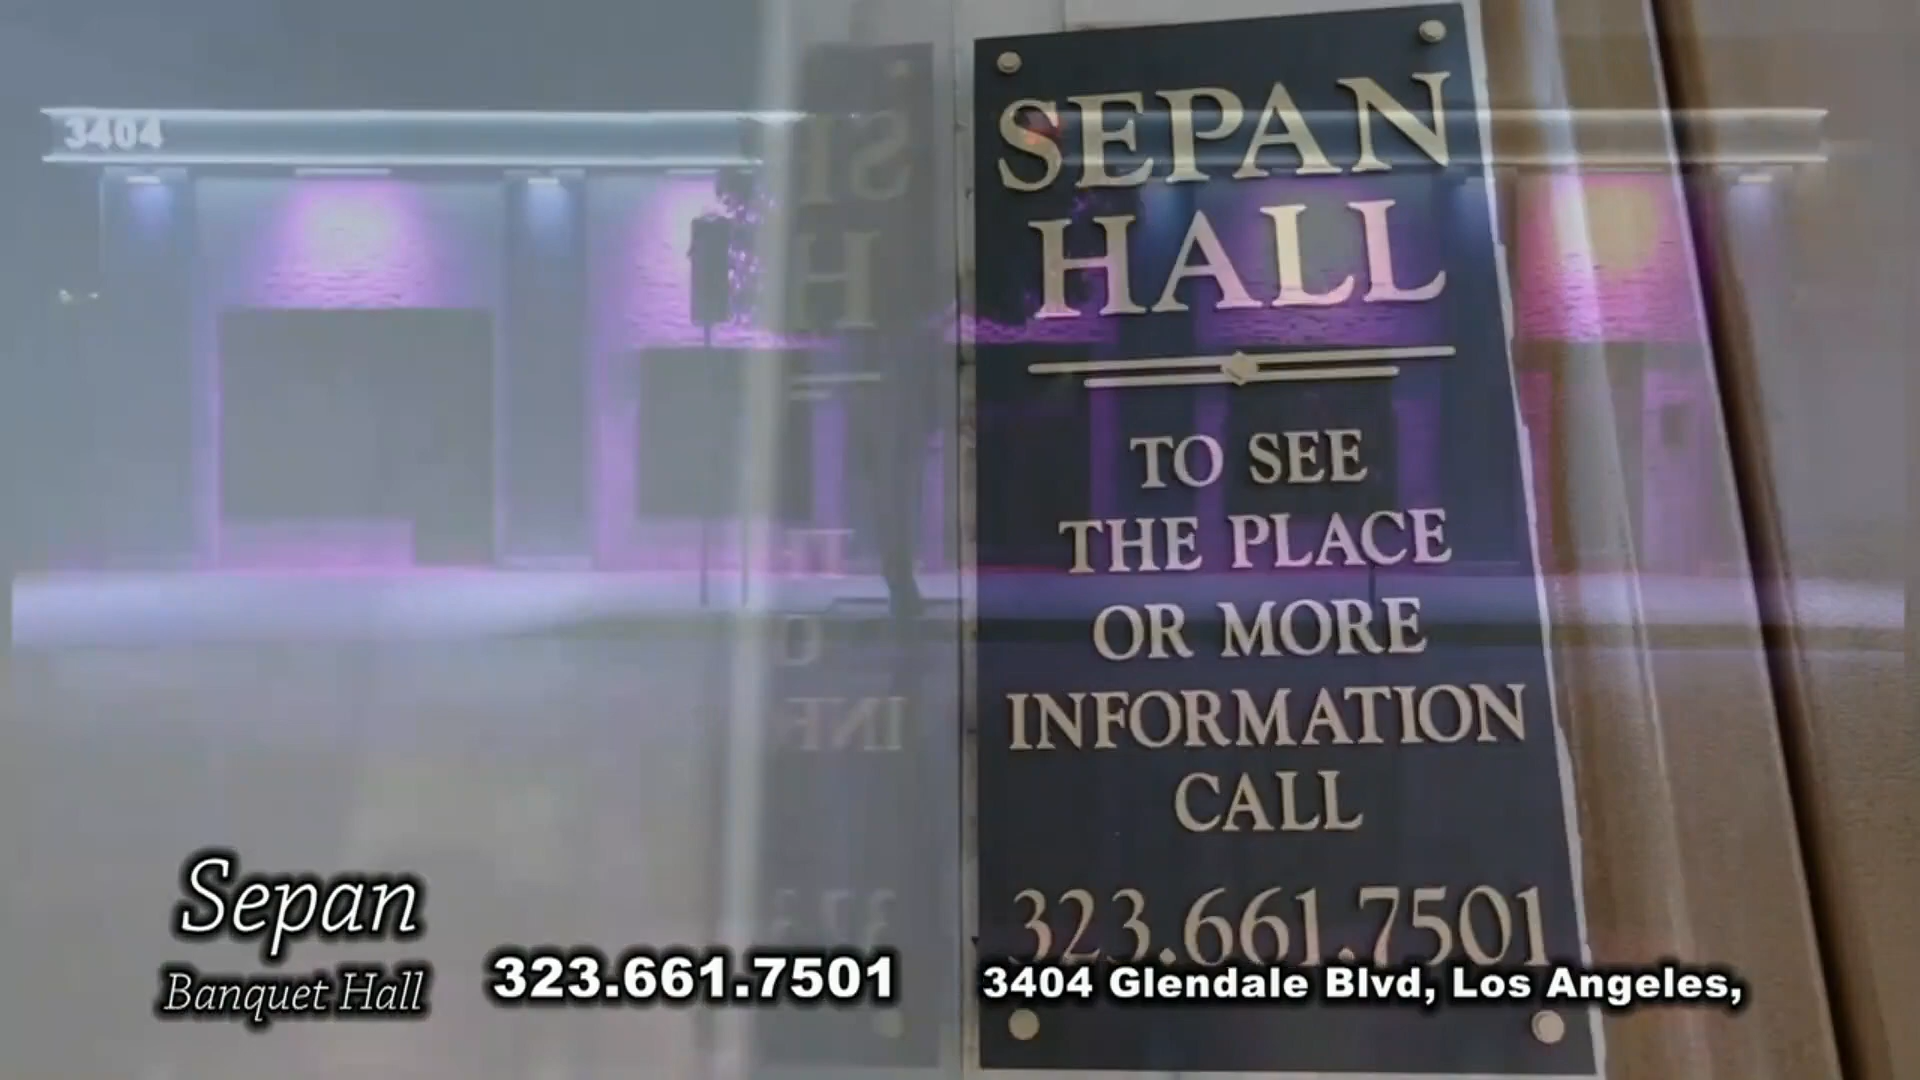 3404
SEPAN
HALL
TO SEE
THE PLACE
OR MORE
INFORMATION
CALL
323.661.7501
Sepan
Banquet Hall
323.661.7501
3404 Glendale Blvd, Los Angeles,